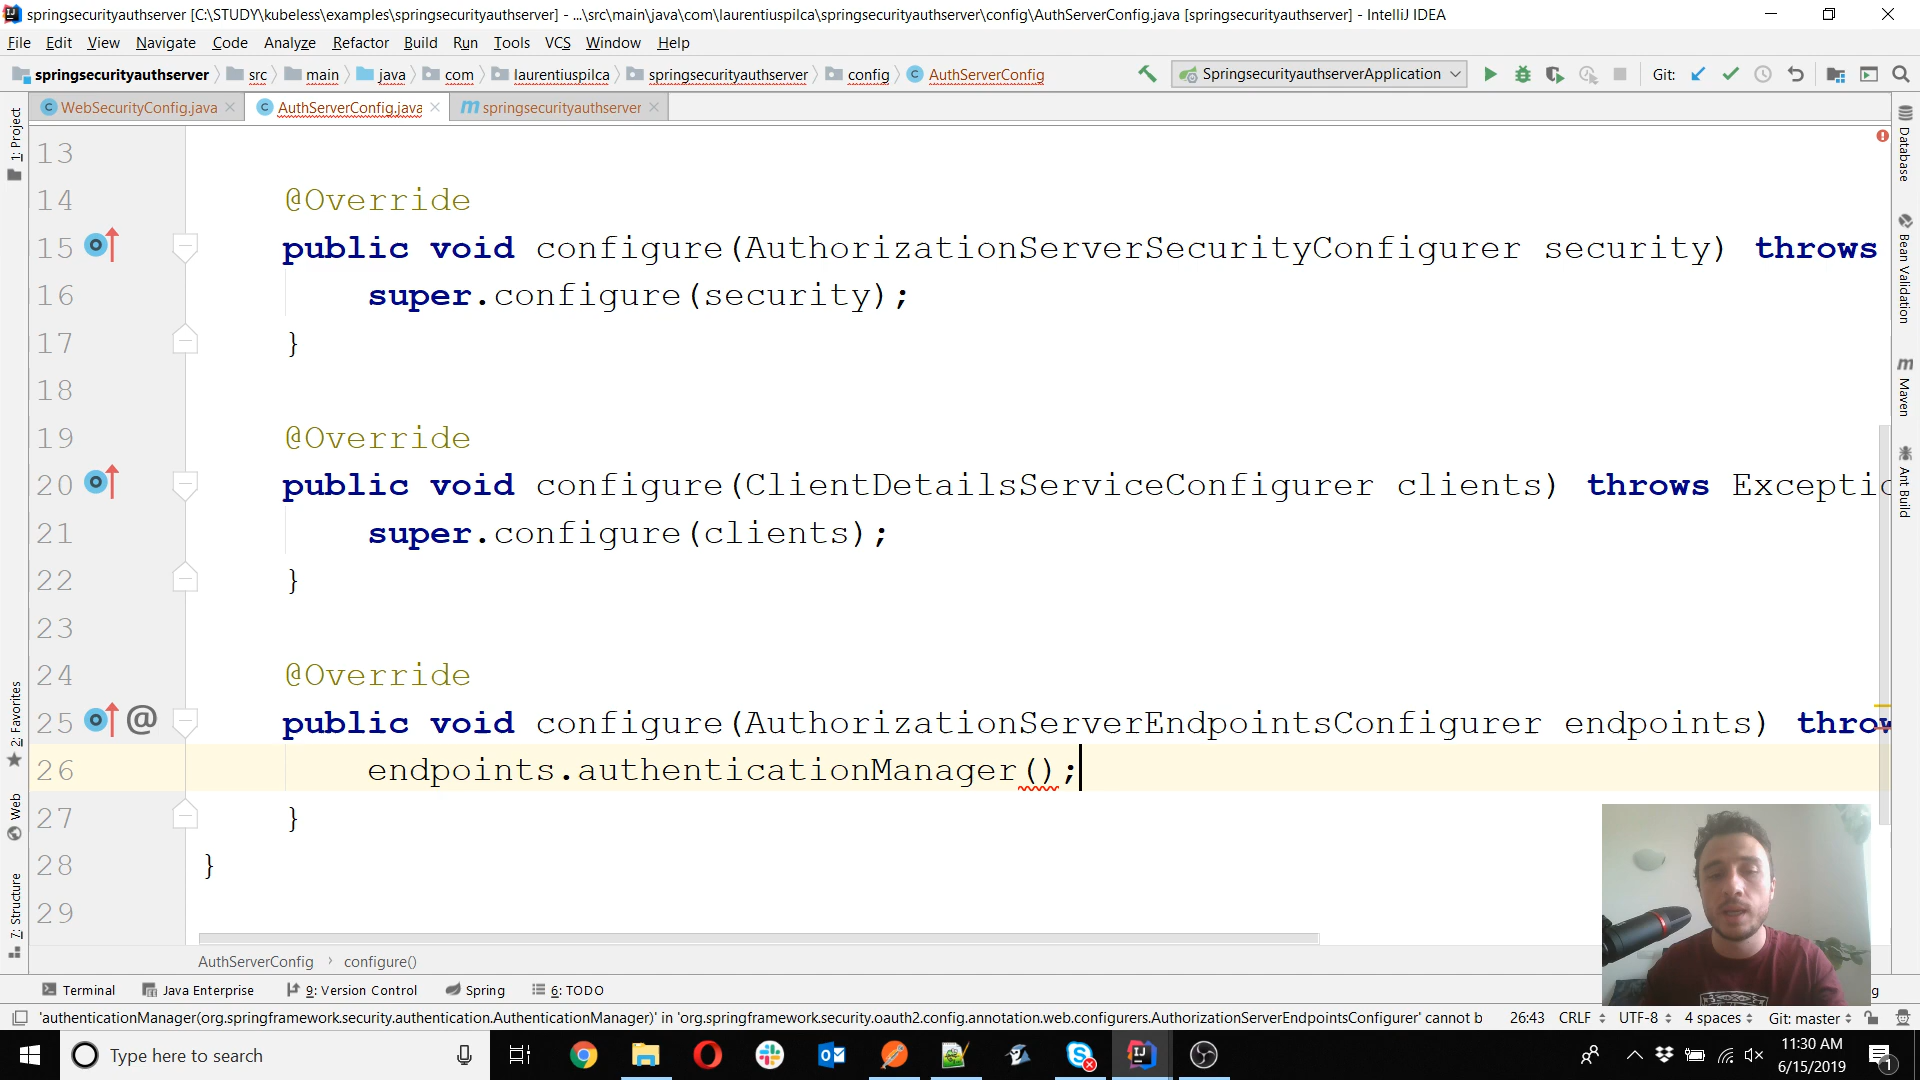 springsecurityauthserver [C:\STUDY\kubeless\examples\springsecurityauthserver] - ...\src\main\java\com\laurentiuspilca\springsecurityauthserver\config\AuthServerConfig.java [springsecurityauthserver] - IntelliJ IDEA
File Edit View Navigate Code Analyze Refactor Build Run Tools VCS Window Help
springsecurityauthserver src main java com laurentiuspilca springsecurityauthserver config AuthServerConfig SpringsecurityauthserverApplication Git:
WebSecurityConfig.java AuthServerConfig.java springsecurityauthserver
1: Project
2: Favorites
Web
7: Structure
Database
Bean Validation
Maven
Ant Build
13
14 @Override
15 public void configure(AuthorizationServerSecurityConfigurer security) throws
16 super.configure(security);
17 }
18
19 @Override
20 public void configure(ClientDetailsServiceConfigurer clients) throws Exceptic
21 super.configure(clients);
22 }
23
24 @Override
25 public void configure(AuthorizationServerEndpointsConfigurer endpoints) throw
26 endpoints.authenticationManager();
27 }
28 }
29
AuthServerConfig configure()
Terminal Java Enterprise 9: Version Control Spring 6: TODO
'authenticationManager(org.springframework.security.authentication.AuthenticationManager)' in 'org.springframework.security.oauth2.config.annotation.web.configurers.AuthorizationServerEndpointsConfigurer' cannot b 26:43 CRLF UTF-8 4 spaces Git: master
Type here to search
11:30 AM
6/15/2019
1